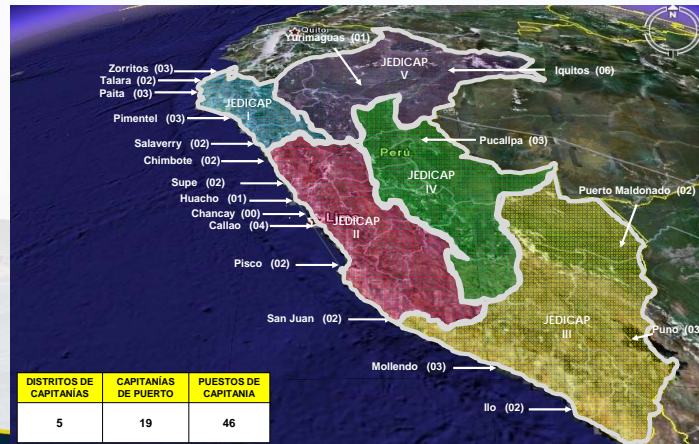 Quito
Yurimaguas (01)
JEDICAP
V
Iquitos (06)
Zorritos (03)
Talara (02)
Paita (03)
JEDICAP
I
Pimentel (03)
Pucallpa (03)
Salaverry (02)
Perú
Chimbote (02)
JEDICAP
IV
Supe (02)
Puerto Maldonado (02)
Huacho (01)
Chancay (00)
Lima
JEDICAP
II
Callao (04)
Pisco (02)
San Juan (02)
JEDICAP
III
Puno (03
Mollendo (03)
Ilo (02)
DISTRITOS DE CAPITANÍAS
CAPITANÍAS DE PUERTO
PUESTOS DE CAPITANIA
5
19
46